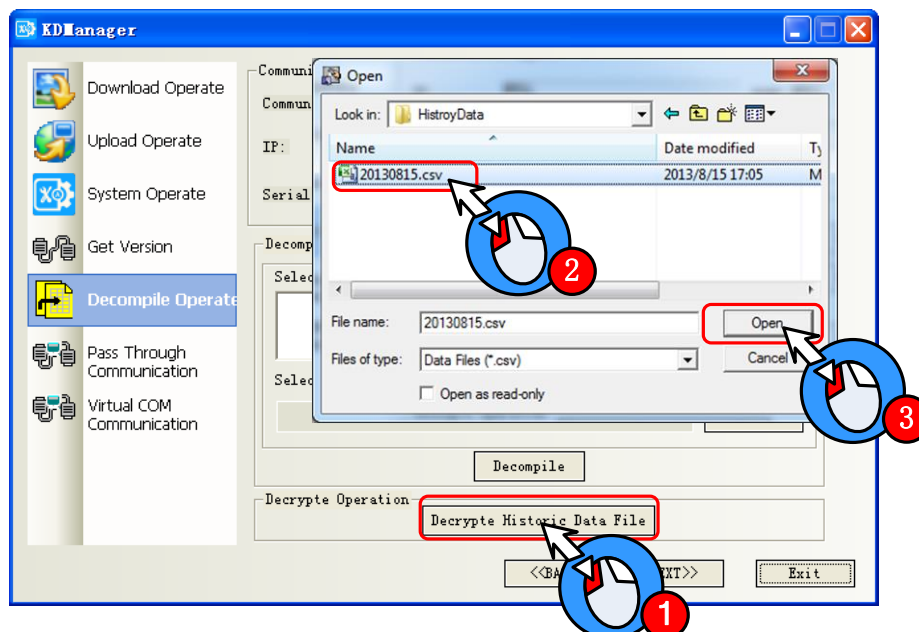 KDManager
Download Operate
Upload Operate
System Operate
Get Version
Decompile Operate
Pass Through
Communication
Virtual COM
Communication
Communi
Commun
IP:
Serial
Decomp
Selec
Selec
Decompile
Decrypte Operation
Decrypte Historic Data File
Exit
Open
Look in:
HistroyData
Name
Date modified
20130815.csv
2013/8/15 17:05
M
File name:
20130815.csv
Open
Files of type:
Data Files (*.csv)
Cancel
Open as read-only
1
2
3